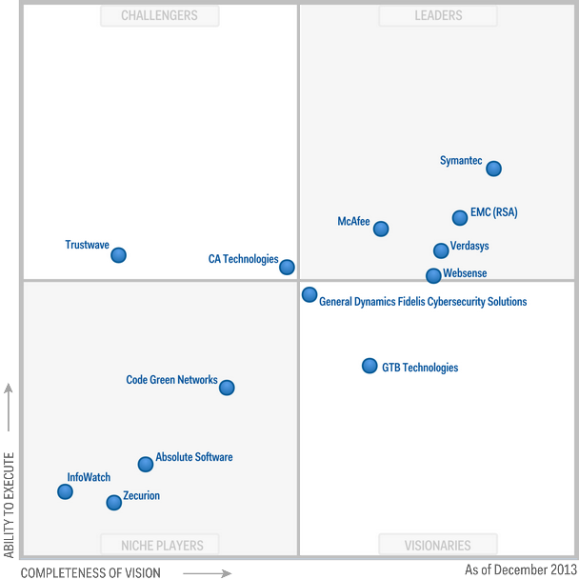 CHALLENGERS
LEADERS
Symantec
EMC (RSA)
McAfee
Trustwave
Verdasys
CA Technologies
Websense
General Dynamics Fidelis Cybersecurity Solutions
GTB Technologies
Code Green Networks
Absolute Software
InfoWatch
Zecurion
NICHE PLAYERS
VISIONARIES
ABILITY TO EXECUTE
COMPLETENESS OF VISION
As of December 2013